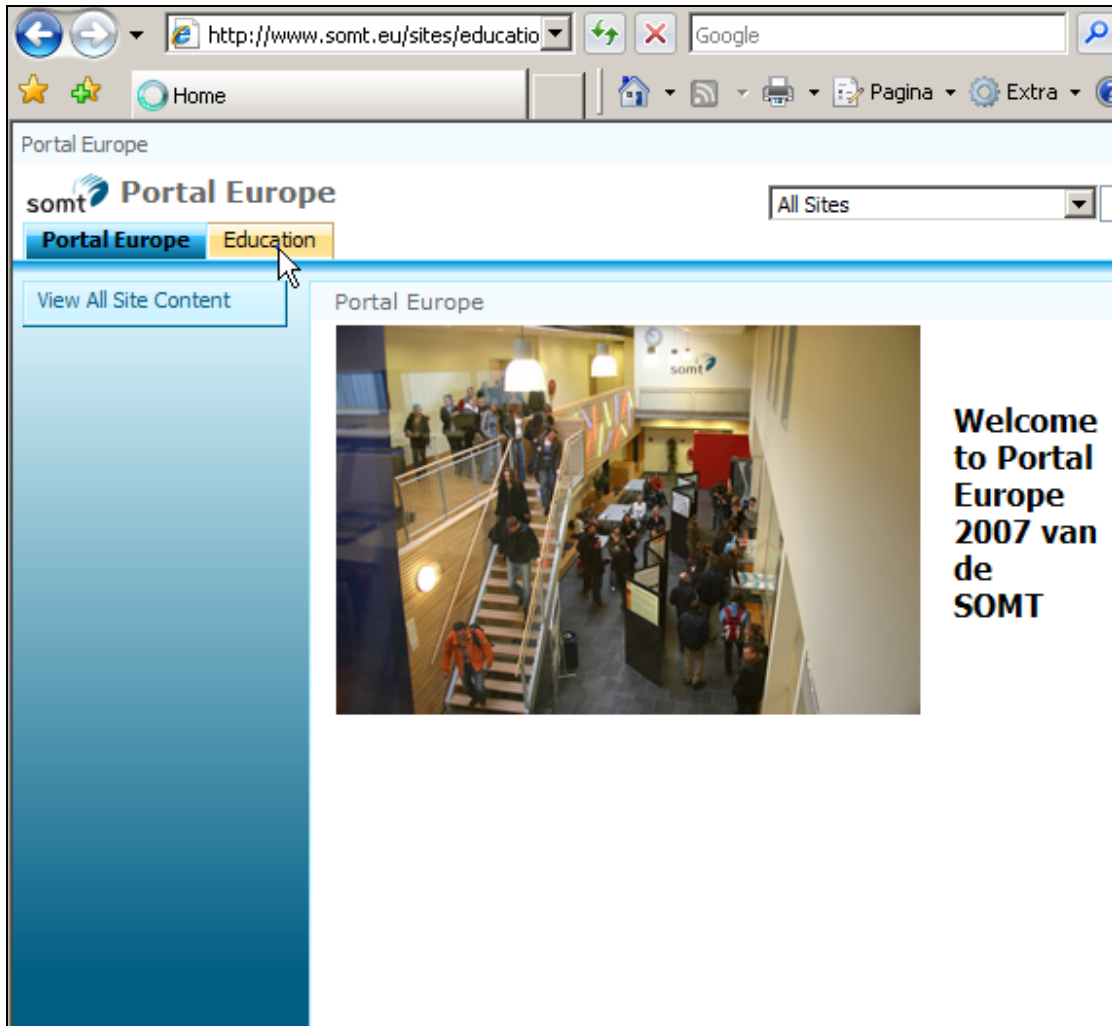 http://www.somt.eu/sites/educatio
Google
Home
Pagina
Extra
Portal Europe
somt Portal Europe
All Sites
Portal Europe
Education
View All Site Content
Portal Europe
somt
Welcome
to Portal
Europe
2007 van
de
SOMT